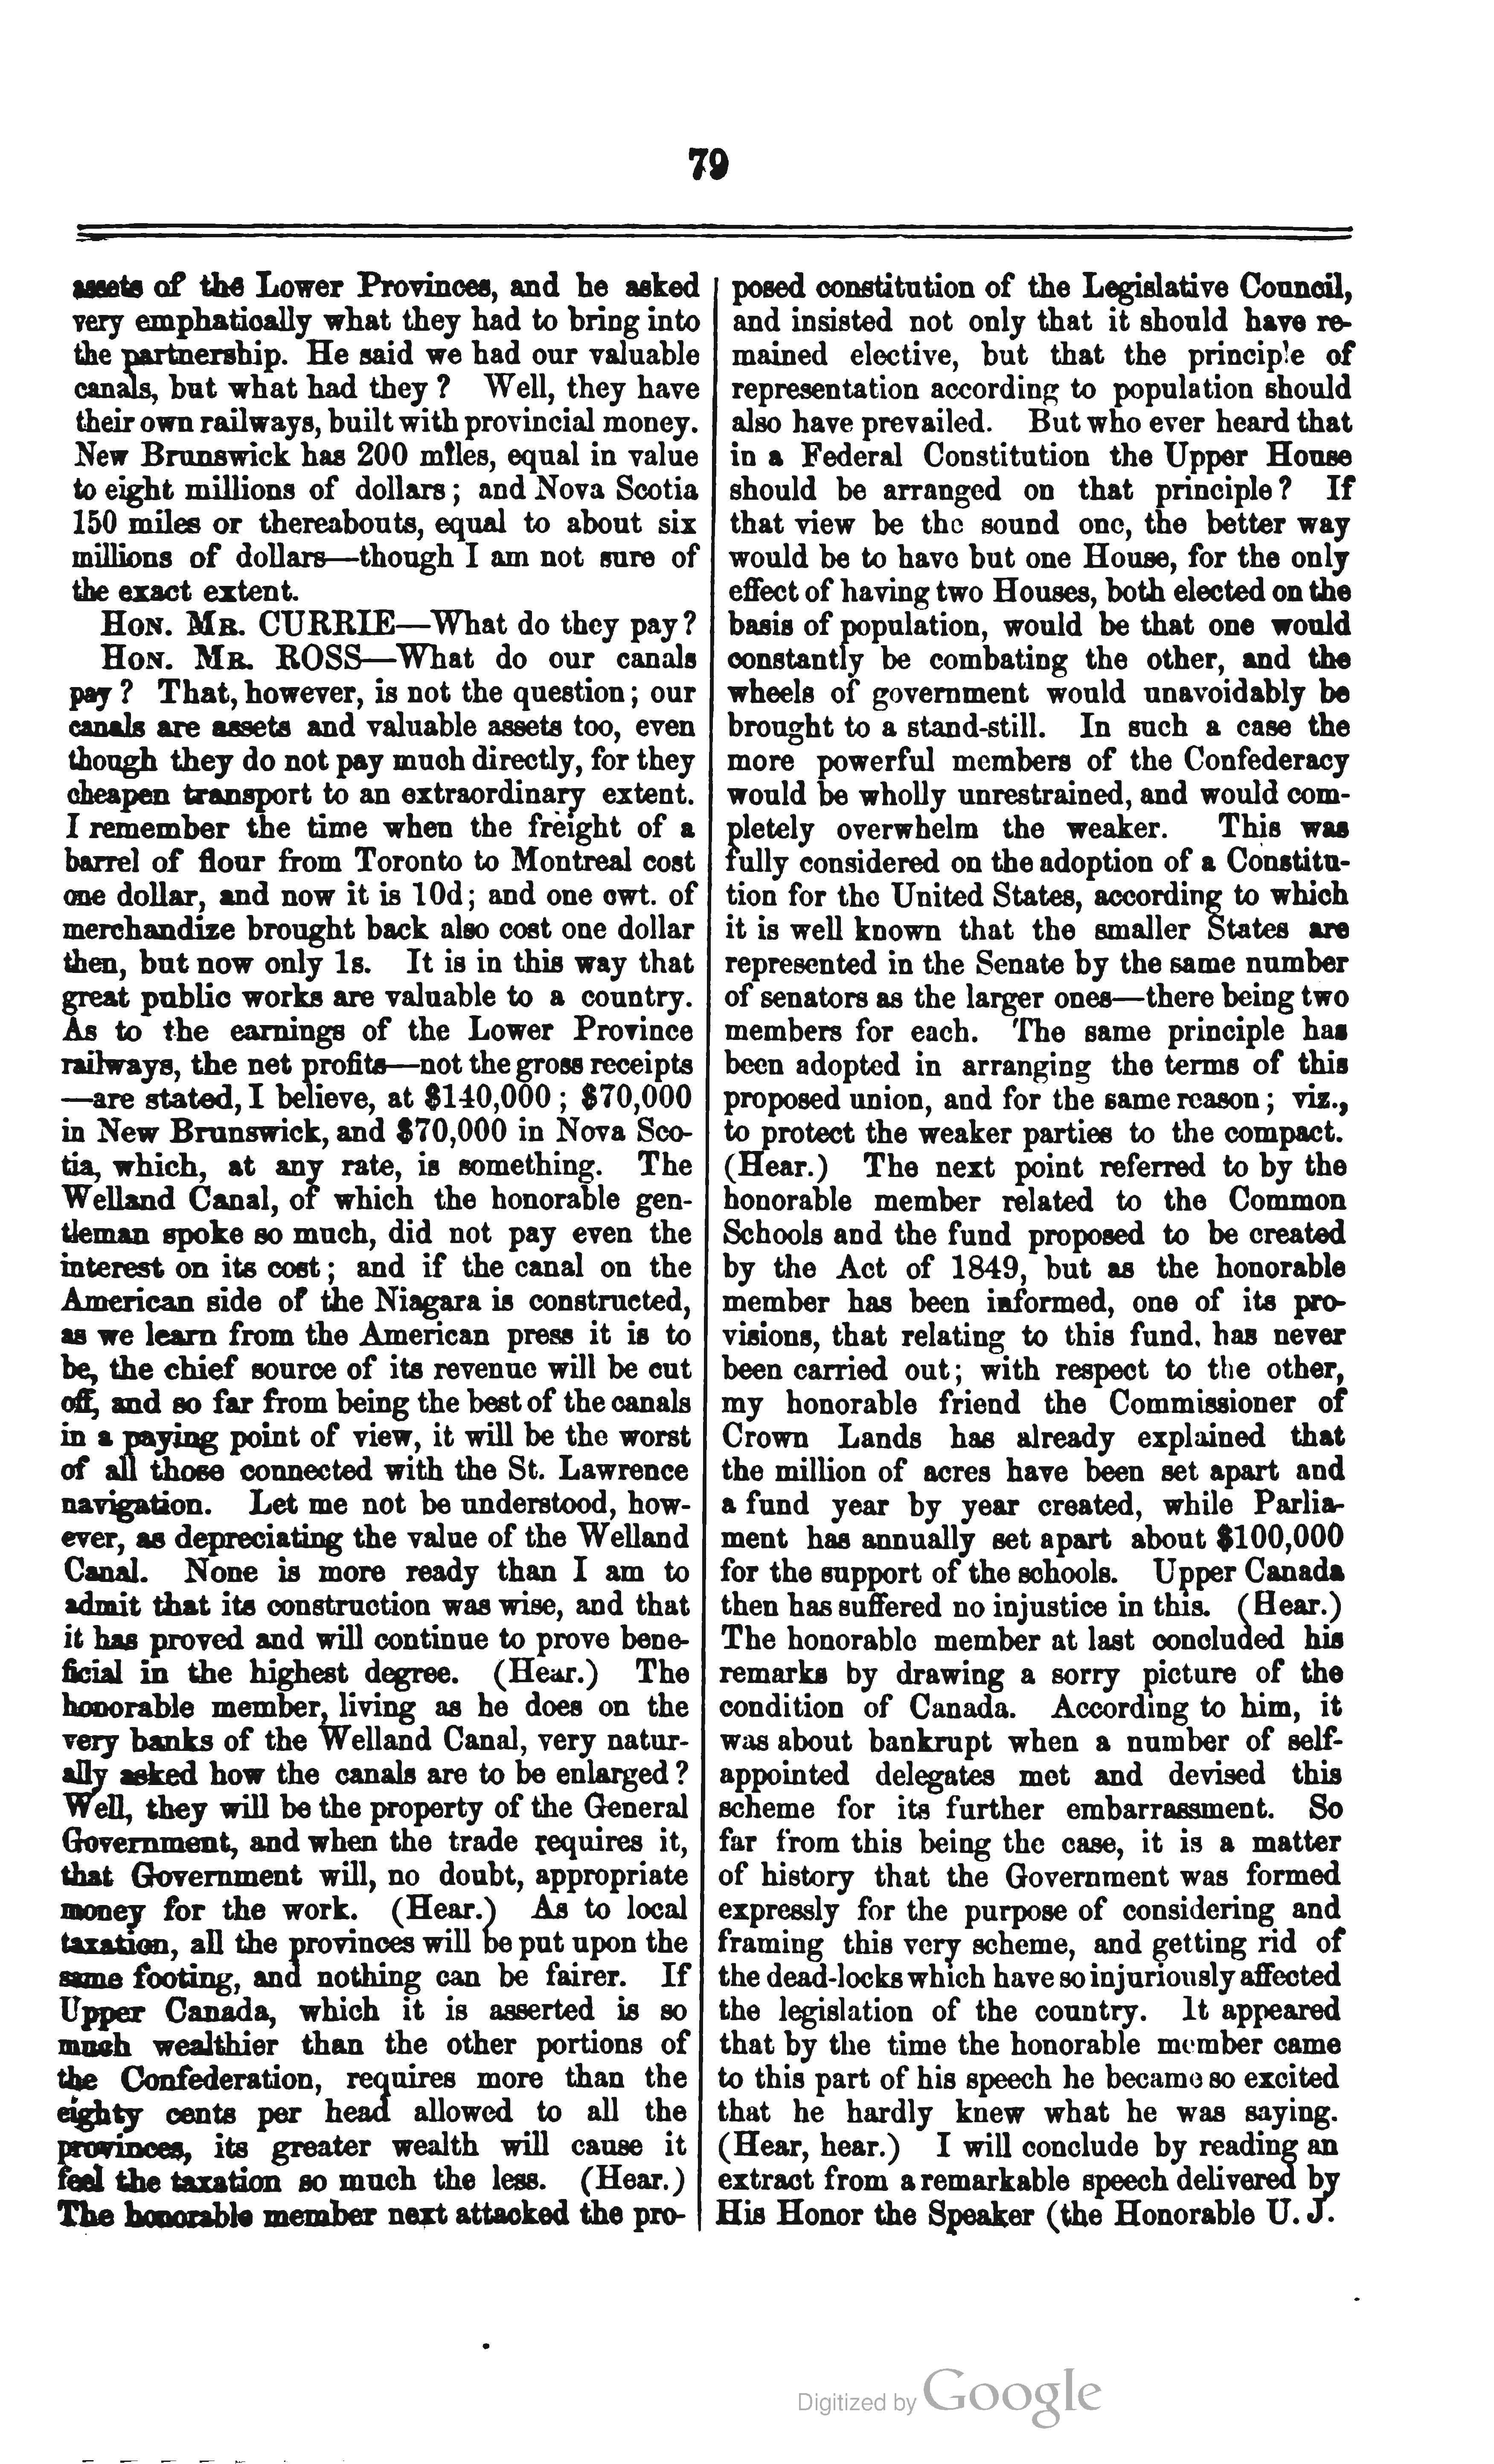 79
assets of the Lower Provinces, and he asked
very emphatically what they had to bring into
the partnership. He said we had our valuable
canals, but what had they? Well, they have
their own railways, built with provincial money.
New Brunswick has 200 miles, equal in value
to eight millions of dollars; and Nova Scotia
150 miles or thereabouts, equal to about six
millions of dollars—though I am not sure of
the exact extent.
HON. MR. CURRIE—What do they pay?
HON. MR. ROSS—What do our canals
pay? That, however, is not the question; our
canals are assets and valuable assets too, even
though they do not pay much directly, for they
cheapen transport to an extraordinary extent.
I remember the time when the freight of a
barrel of flour from Toronto to Montreal cost
one dollar, and now it is 10d; and one cwt. of
merchandize brought back also cost one dollar
then, but now only 1s. It is in this way that
great public works are valuable to a country.
As to the earnings of the Lower Province
railways, the net profits—not the gross receipts
—are stated, I believe, at $140,000; $70,000
in New Brunswick, and $70,000 in Nova Sco-
tia, which, at any rate, is something. The
Welland Canal, of which the honorable gen-
tleman spoke so much, did not pay even the
interest on its cost; and if the canal on the
American side of the Niagara is constructed,
as we learn from the American press it is to
be, the chief source of its revenue will be cut
off, and so far from being the best of the canals
in a paying point of view, it will be the worst
of all those connected with the St. Lawrence
navigation. Let me not be understood, how-
ever, as depreciating the value of the Welland
Canal. None is more ready than I am to
admit that its construction was wise, and that
it has proved and will continue to prove bene-
ficial in the highest degree. (Hear.) The
honorable member, living as he does on the
very banks of the Welland Canal, very natur-
ally asked how the canals are to be enlarged?
Well, they will be the property of the General
Government, and when the trade requires it,
that Government will, no doubt, appropriate
money for the work. (Hear.) As to local
taxation, all the provinces will be put upon the
same footing, and nothing can be fairer. If
Upper Canada, which it is asserted is so
much wealthier than the other portions of
the Confederation, requires more than the
eighty cents per head allowed to all the
provinces, its greater wealth will cause it
feel the taxation so much the less. (Hear.)
The honorable member next attacked the pro-
posed constitution of the Legislative Council,
and insisted not only that it should have re-
mained elective, but that the principle of
representation according to population should
also have prevailed. But who ever heard that
in a Federal Constitution the Upper House
should be arranged on that principle? If
that view be the sound one, the better way
would be to have but one House, for the only
effect of having two Houses, both elected on the
basis of population, would be that one would
constantly be combating the other, and the
wheels of government would unavoidably be
brought to a stand-still. In such a case the
more powerful members of the Confederacy
would be wholly unrestrained, and would com-
pletely overwhelm the weaker. This was
fully considered on the adoption of a Constitu-
tion for the United States, according to which
it is well known that the smaller States are
represented in the Senate by the same number
of senators as the larger ones—there being two
members for each. The same principle has
been adopted in arranging the terms of this
proposed union, and for the same reason; viz.,
to protect the weaker parties to the compact.
(Hear.) The next point referred to by the
honorable member related to the Common
Schools and the fund proposed to be created
by the Act of 1849, but as the honorable
member has been informed, one of its pro-
visions, that relating to this fund, has never
been carried out; with respect to the other,
my honorable friend the Commissioner of
Crown Lands has already explained that
the million of acres have been set apart and
a fund year by year created, while Parlia-
ment has annually set apart about $100,000
for the support of the schools. Upper Canada
then has suffered no injustice in this. (Hear.)
The honorable member at last concluded his
remarks by drawing a sorry picture of the
condition of Canada. According to him, it
was about bankrupt when a number of self-
appointed delegates met and devised this
scheme for its further embarrassment. So
far from this being the case, it is a matter
of history that the Government was formed
expressly for the purpose of considering and
framing this very scheme, and getting rid of
the dead-locks which have so injuriously affected
the legislation of the country. It appeared
that by the time the honorable member came
to this part of his speech he became so excited
that he hardly knew what he was saying.
(Hear, hear.) I will conclude by reading an
extract from a remarkable speech delivered by
His Honor the Speaker (the Honorable U. J.
Digitized by Google